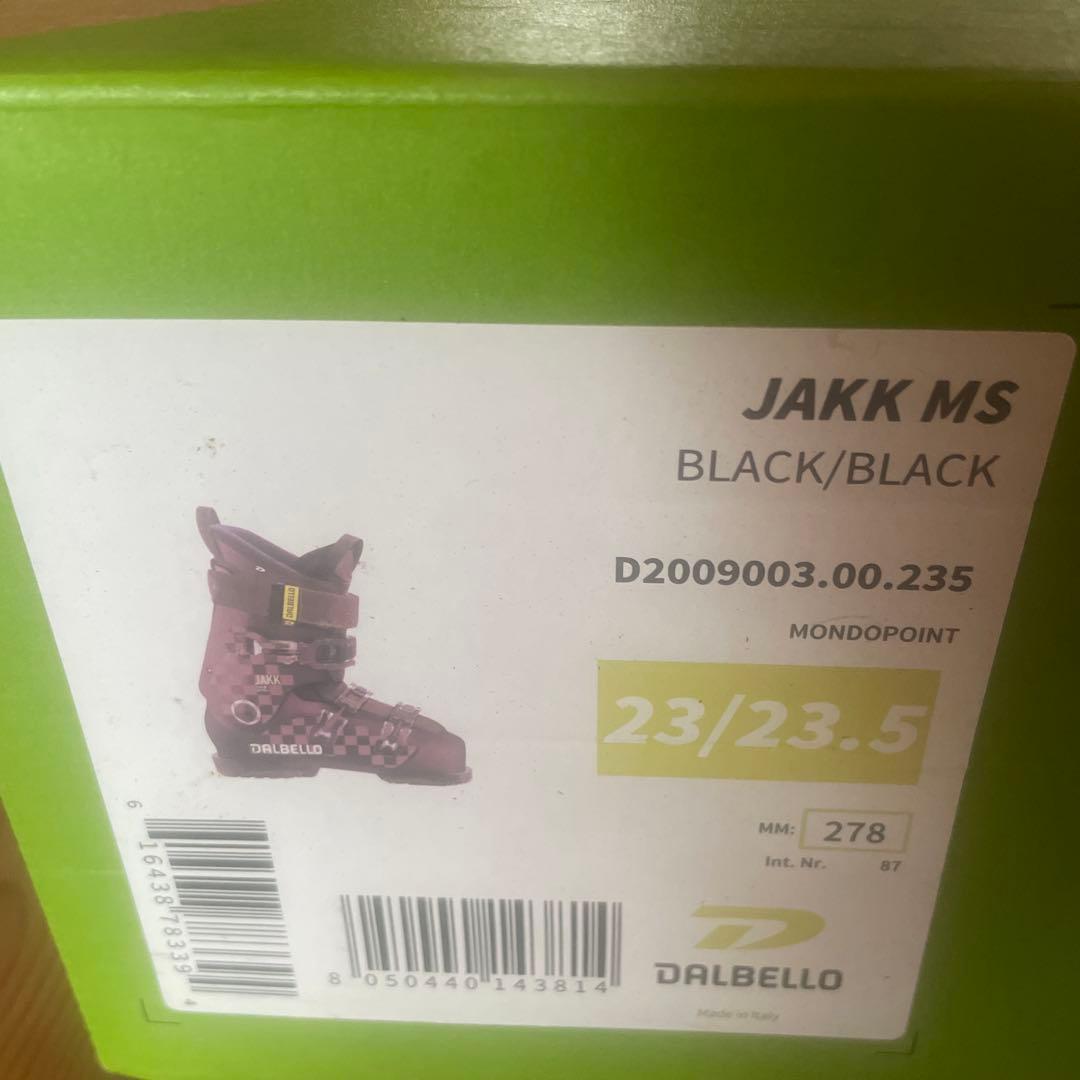 JAKK MS
BLACK/BLACK
D2009003.00.235
MONDOPOINT
23/23.5
MM: 278
Int. Nr. 87
DALBELLO
JAKK
DALBELLO
6 16438 78339 4
8 050440 143814
DALBELLO
Made in Italy